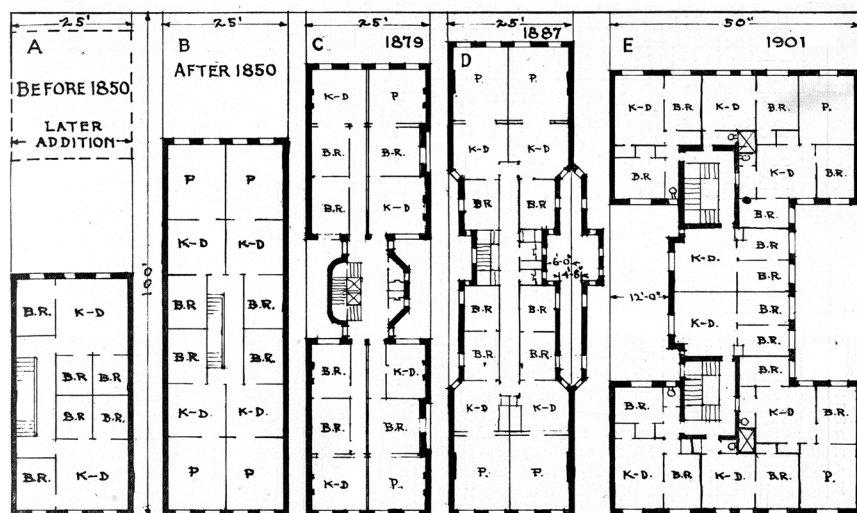 25'
A
BEFORE 1850
LATER
ADDITION
B.R.
K-D
B.R
B.R.
B.R
B.R.
B.R.
K-D
100'
25'
B
AFTER 1850
P
P
K-D
K-D
B.R
B.R.
B.R.
B.R.
K-D.
K-D.
P
P
25'
C
1879
K-D
P
B.R.
B.R.
B.R.
K-D
B.R.
K-D.
B.R.
B.R.
K-D
P.
25'
1887
D
P.
P.
K-D
K-D
B.R
B.R.
6'-0"
4'-8"
B.R.
B.R
B.R.
B.R.
K-D
K-D
P.
P.
50"
E
1901
K-D.
B.R
K-D
B.R.
P.
B.R
K-D
B.R.
B.R.
K-D.
B.R.
B.R.
12'-0"
K-D.
B.R.
B.R.
B.R.
B.R.
K-D
B.R.
K-D.
B.R.
K-D
B.R.
P.